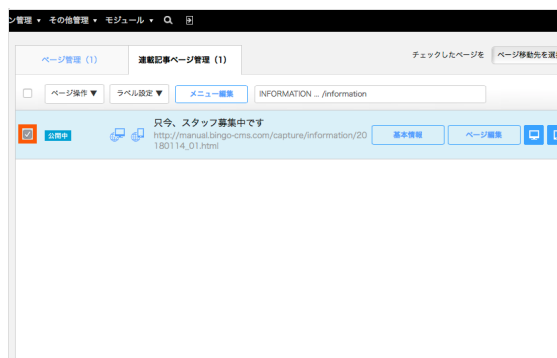 ン管理 ▼ その他管理 ▼ モジュール ▼
ページ管理（1） 連載記事ページ管理（1） チェックしたページを ページ移動先を選
ページ操作 ▼ ラベル設定 ▼ メニュー編集 INFORMATION ... /information
只今、スタッフ募集中です
公開中 http://manual.bingo-cms.com/capture/information/20 基本情報 ページ編集
180114_01.html